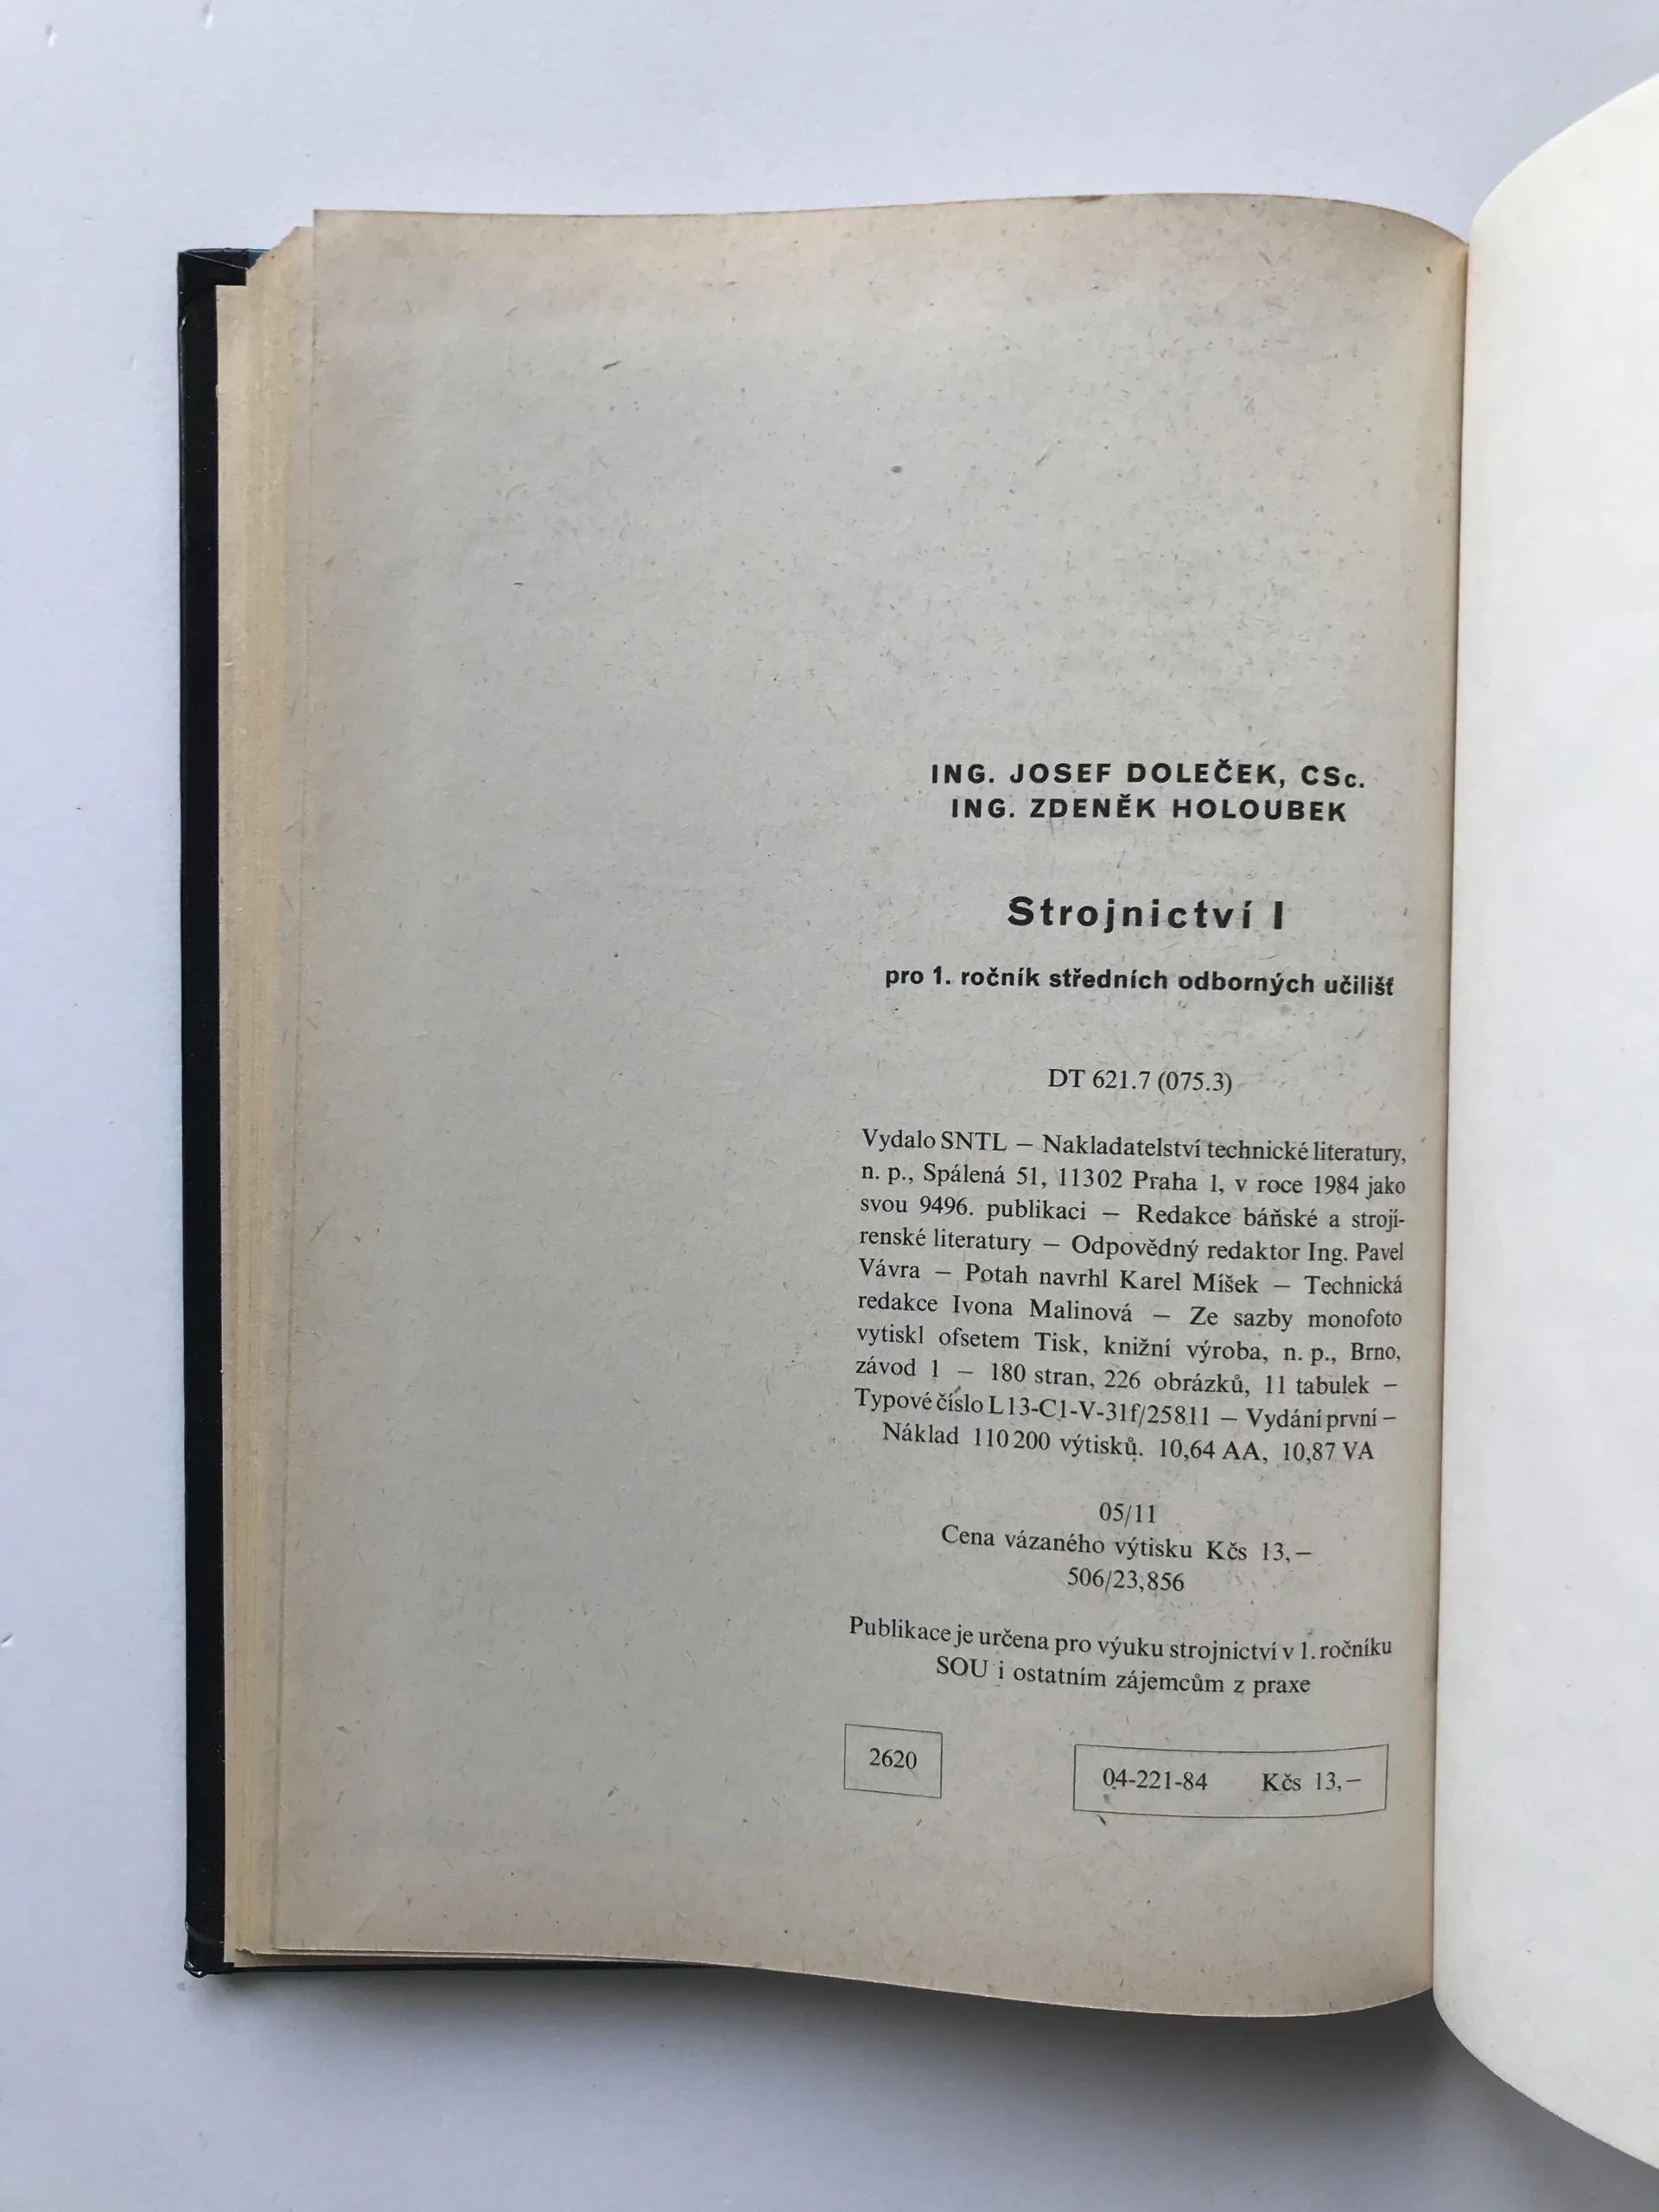 ING. JOSEF DOLEČEK, CSc.
ING. ZDENĚK HOLOUBEK
Strojnictví I
pro 1. ročník středních odborných učilišť
DT 621.7 (075.3)
Vydalo SNTL — Nakladatelství technické literatury,
n. p., Spálená 51, 11302 Praha 1, v roce 1984 jako
svou 9496. publikaci — Redakce báňské a strojí-
renské literatury — Odpovědný redaktor Ing. Pavel
Vávra — Potah navrhl Karel Míšek — Technická
redakce Ivona Malinová — Ze sazby monofoto
vytiskl ofsetem Tisk, knižní výroba, n. p., Brno,
závod 1 — 180 stran, 226 obrázků, 11 tabulek —
Typové číslo L13-C1-V-31f/25811 — Vydání první —
Náklad 110200 výtisků. 10,64 AA, 10,87 VA
05/11
Cena vázaného výtisku Kčs 13,—
506/23,856
Publikace je určena pro výuku strojnictví v 1. ročníku
SOU i ostatním zájemcům z praxe
2620
04-221-84 Kčs 13,—